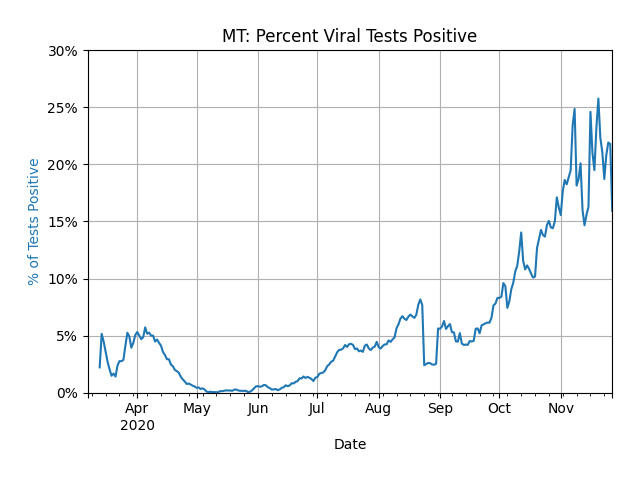 MT: Percent Viral Tests Positive
30%
25%
20%
15%
10%
5%
0%
% of Tests Positive
Apr May Jun Jul Aug Sep Oct Nov
2020
Date